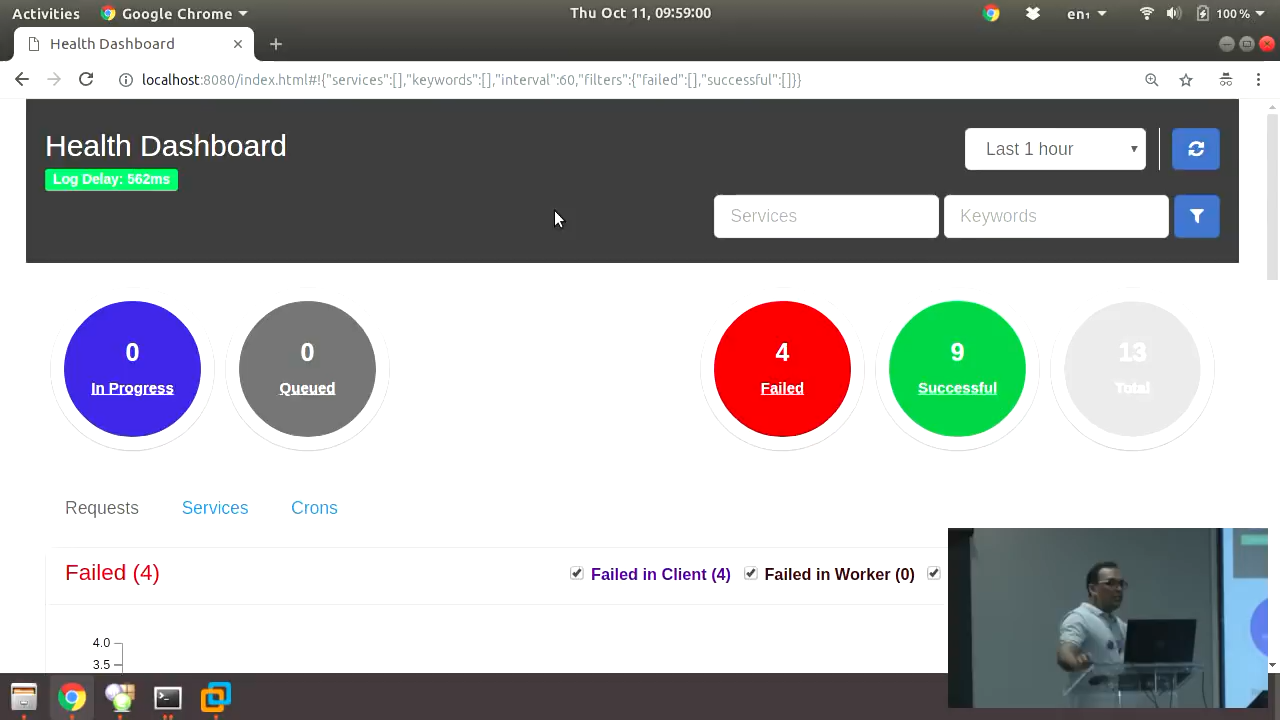 Activities Google Chrome Thu Oct 11, 09:59:00 en₁ 100 %
Health Dashboard
localhost:8080/index.html#!{"services":[],"keywords":[],"interval":60,"filters":{"failed":[],"successful":[]}}
Health Dashboard
Last 1 hour
Log Delay: 562ms
Services Keywords
0 0 4 9 13
In Progress Queued Failed Successful Total
Requests Services Crons
Failed (4) Failed in Client (4) Failed in Worker (0)
4.0
3.5